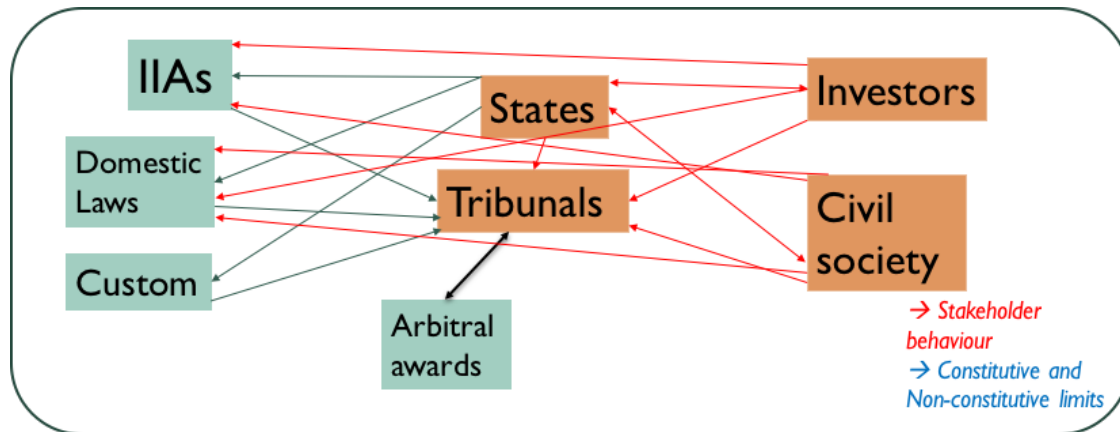 IIAs
States
Investors
Domestic
Laws
Tribunals
Civil
society
Custom
Arbitral
awards
→ Stakeholder
behaviour
→ Constitutive and
Non-constitutive limits